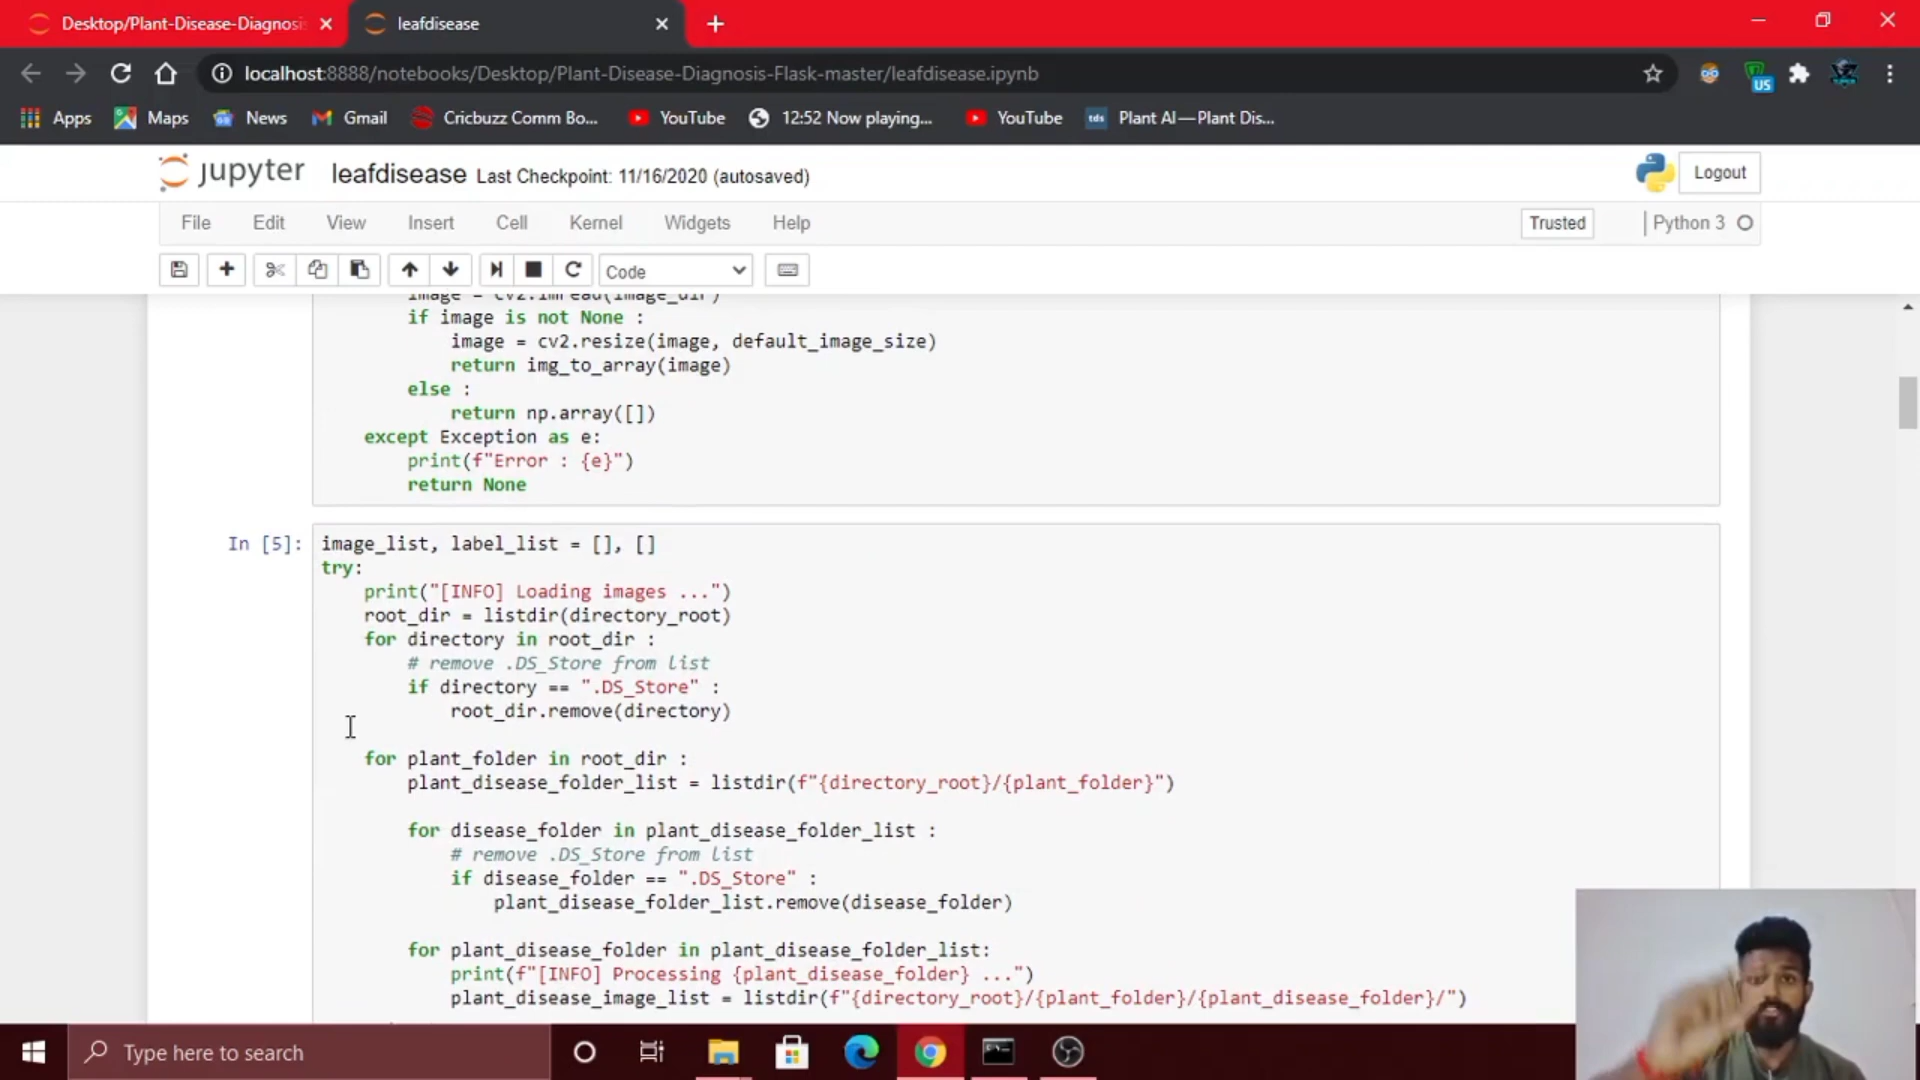 Desktop/Plant-Disease-Diagnosis
leafdisease
localhost:8888/notebooks/Desktop/Plant-Disease-Diagnosis-Flask-master/leafdisease.ipynb
US
Apps Maps News Gmail Cricbuzz Comm Bo... YouTube 12:52 Now playing... YouTube tds Plant AI—Plant Dis...
jupyter leafdisease Last Checkpoint: 11/16/2020 (autosaved) Logout
File Edit View Insert Cell Kernel Widgets Help Trusted Python 3
Code
image = cv2.imread(image_dir)
if image is not None :
image = cv2.resize(image, default_image_size)
return img_to_array(image)
else :
return np.array([])
except Exception as e:
print(f"Error : {e}")
return None
In [5]: image_list, label_list = [], []
try:
print("[INFO] Loading images ...")
root_dir = listdir(directory_root)
for directory in root_dir :
# remove .DS_Store from list
if directory == ".DS_Store" :
root_dir.remove(directory)
for plant_folder in root_dir :
plant_disease_folder_list = listdir(f"{directory_root}/{plant_folder}")
for disease_folder in plant_disease_folder_list :
# remove .DS_Store from list
if disease_folder == ".DS_Store" :
plant_disease_folder_list.remove(disease_folder)
for plant_disease_folder in plant_disease_folder_list:
print(f"[INFO] Processing {plant_disease_folder} ...")
plant_disease_image_list = listdir(f"{directory_root}/{plant_folder}/{plant_disease_folder}/")
Type here to search